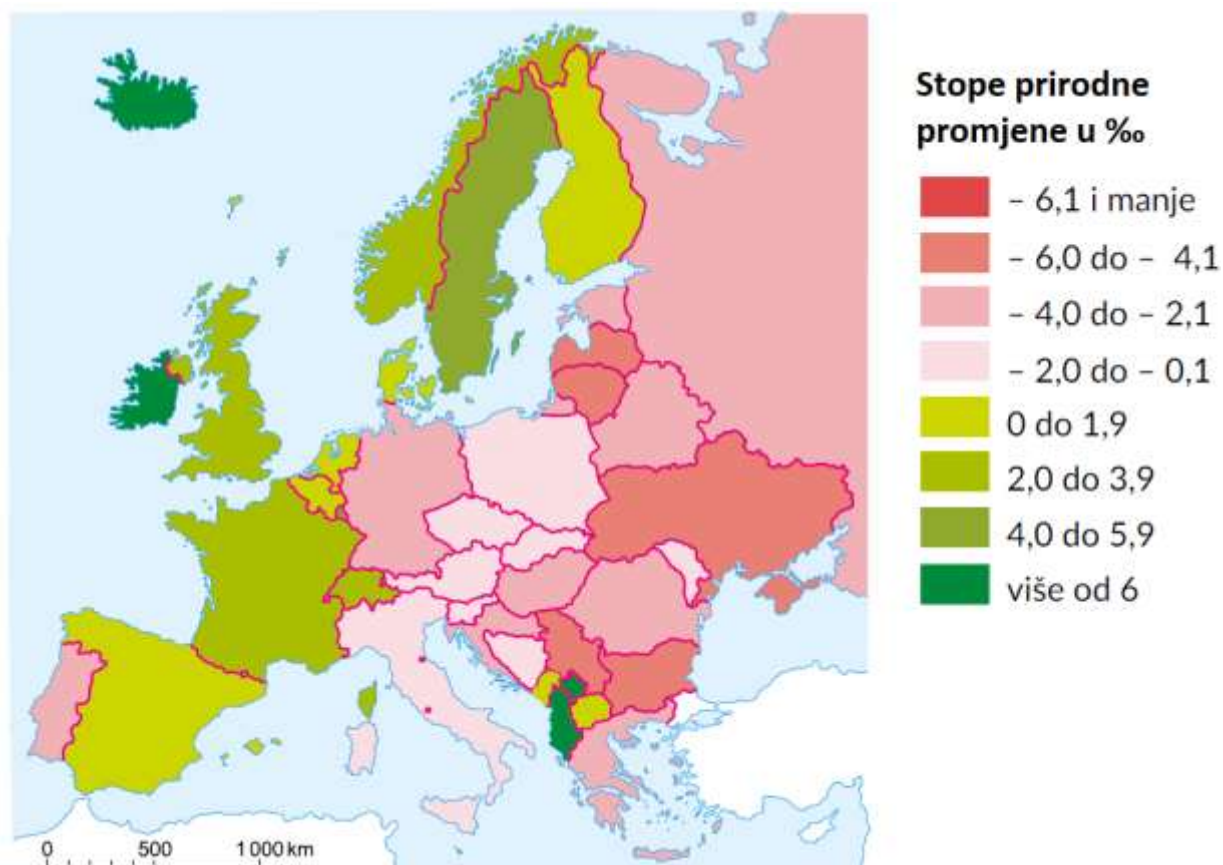 Stope prirodne
promjene u ‰
– 6,1 i manje
– 6,0 do – 4,1
– 4,0 do – 2,1
– 2,0 do – 0,1
0 do 1,9
2,0 do 3,9
4,0 do 5,9
više od 6
0 500 1 000 km